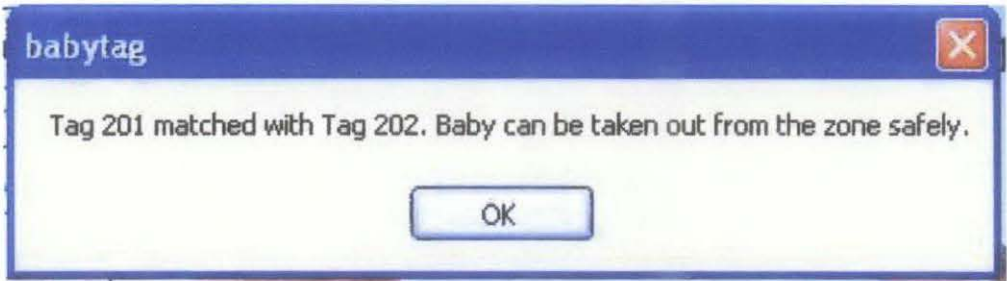 babytag
Tag 201 matched with Tag 202. Baby can be taken out from the zone safely.
OK